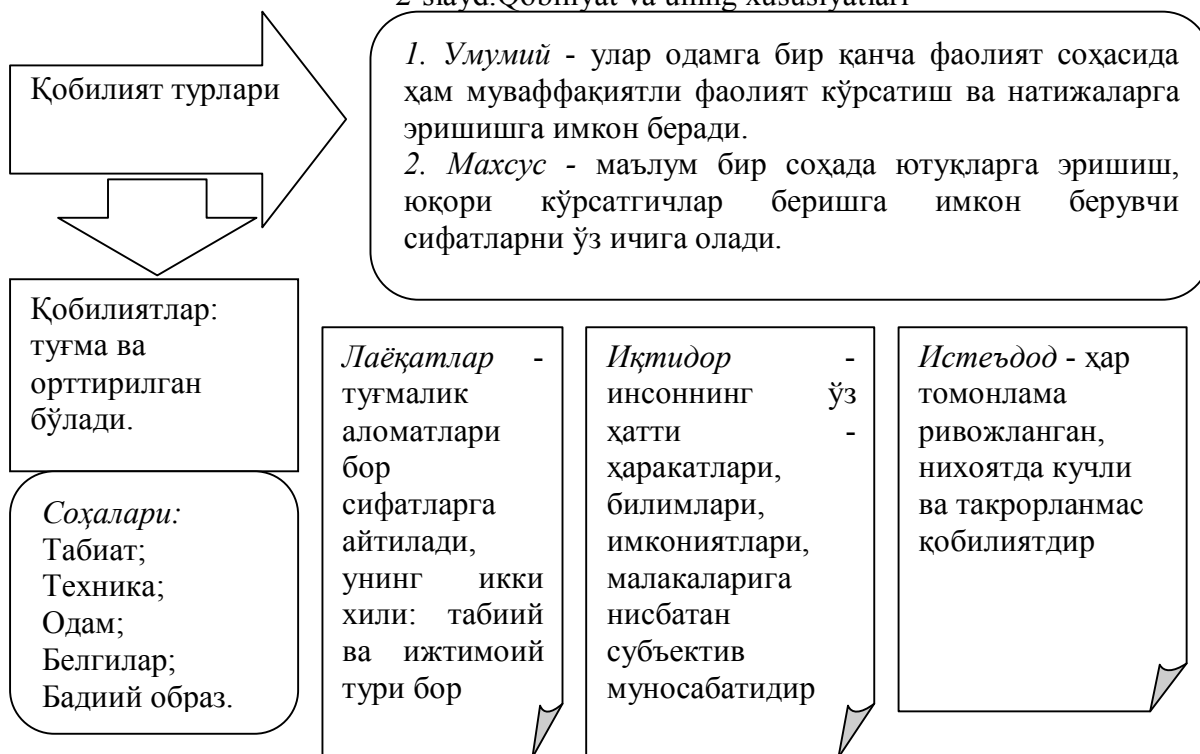 2-slayd.Qobiliyat va uning xususiyatlari
Қобилият турлари
1. Умумий - улар одамга бир қанча фаолият соҳасида
ҳам муваффақиятли фаолият кўрсатиш ва натижаларга
эришишга имкон беради.
2. Махсус - маълум бир соҳада ютуқларга эришиш,
юқори кўрсатгичлар беришга имкон берувчи
сифатларни ўз ичига олади.
Қобилиятлар:
туғма ва
орттирилган
бўлади.
Соҳалари:
Табиат;
Техника;
Одам;
Белгилар;
Бадиий образ.
Лаёқатлар -
туғмалик
аломатлари
бор
сифатларга
айтилади,
унинг икки
хили: табиий
ва ижтимоий
тури бор
Иқтидор -
инсоннинг ўз
ҳатти -
ҳаракатлари,
билимлари,
имкониятлари,
малакаларига
нисбатан
субъектив
муносабатидир
Истеъдод - ҳар
томонлама
ривожланган,
нихоятда кучли
ва такрорланмас
қобилиятдир